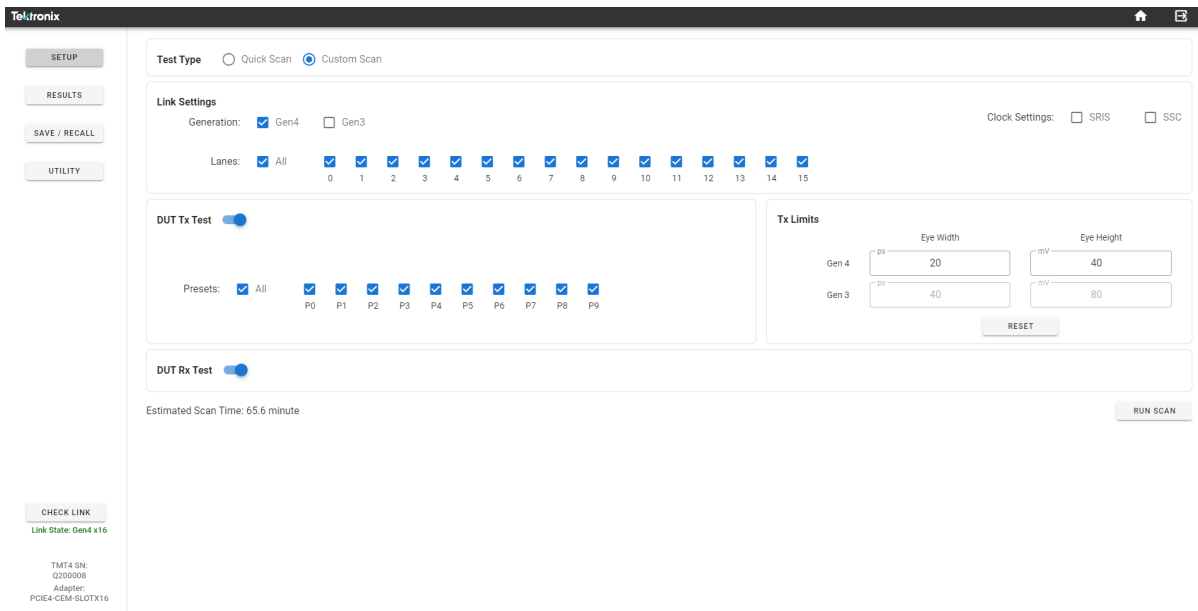 Tektronix
SETUP
RESULTS
SAVE / RECALL
UTILITY
Test Type Quick Scan Custom Scan
Link Settings
Generation: Gen4 Gen3
Clock Settings: SRIS SSC
Lanes: All
0 1 2 3 4 5 6 7 8 9 10 11 12 13 14 15
DUT Tx Test
Presets: All
P0 P1 P2 P3 P4 P5 P6 P7 P8 P9
Tx Limits
Eye Width Eye Height
ps mV
Gen 4 20 40
ps mV
Gen 3 40 80
RESET
DUT Rx Test
Estimated Scan Time: 65.6 minute
RUN SCAN
CHECK LINK
Link State: Gen4 x16
TMT4 SN:
Q200008
Adapter:
PCIE4-CEM-SLOTX16